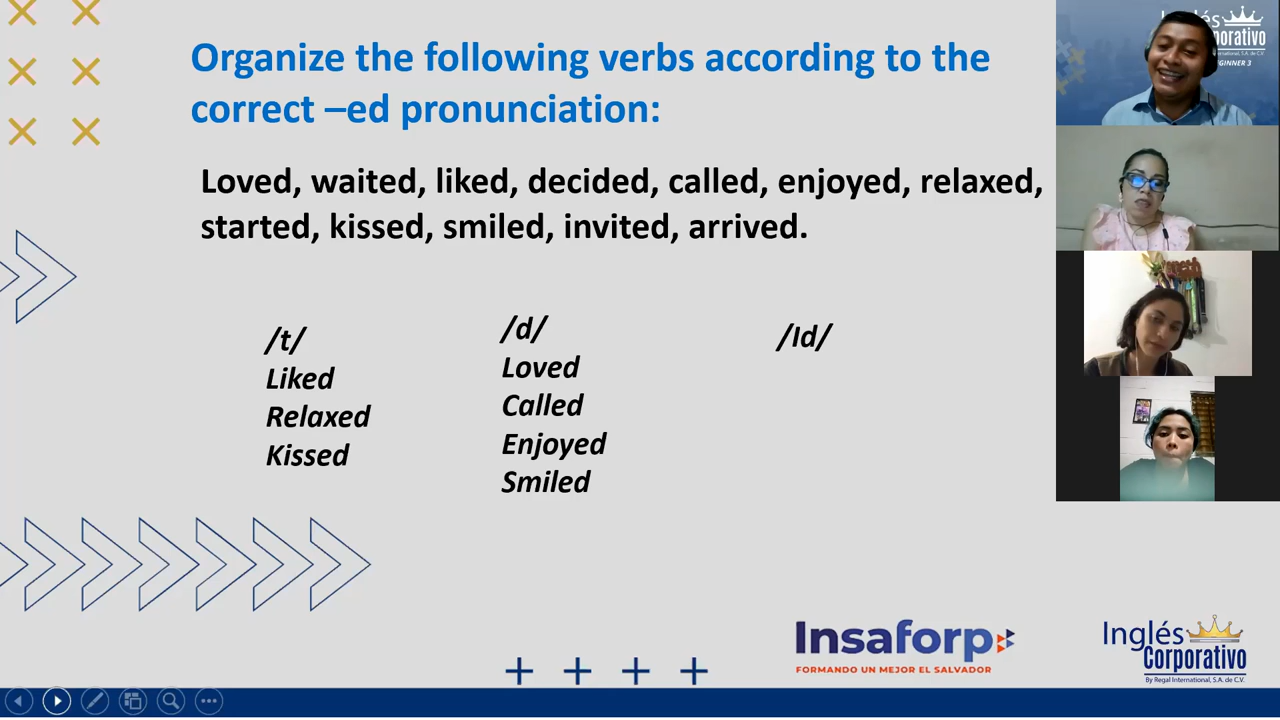 Organize the following verbs according to the
correct –ed pronunciation:
Loved, waited, liked, decided, called, enjoyed, relaxed,
started, kissed, smiled, invited, arrived.
/t/
Liked
Relaxed
Kissed
/d/
Loved
Called
Enjoyed
Smiled
/Id/
Insaforp
FORMANDO UN MEJOR EL SALVADOR
Inglés
Corporativo
By Regal International, S.A. de C.V.